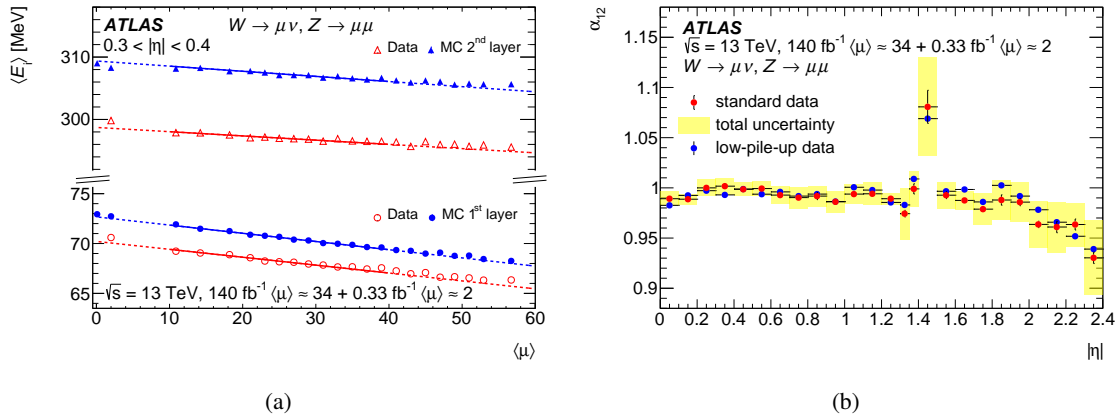 ATLAS W → μν, Z → μμ
0.3 < |η| < 0.4
⟨E_i⟩ [MeV]
Data MC 2nd layer
310
300
Data MC 1st layer
75
70
65
√s = 13 TeV, 140 fb⁻¹ ⟨μ⟩ ≈ 34 + 0.33 fb⁻¹ ⟨μ⟩ ≈ 2
0 10 20 30 40 50 60
⟨μ⟩
(a)
α₁₂
1.15
1.1
1.05
1
0.95
0.9
ATLAS
√s = 13 TeV, 140 fb⁻¹ ⟨μ⟩ ≈ 34 + 0.33 fb⁻¹ ⟨μ⟩ ≈ 2
W → μν, Z → μμ
standard data
total uncertainty
low-pile-up data
0 0.2 0.4 0.6 0.8 1 1.2 1.4 1.6 1.8 2 2.2 2.4
|η|
(b)